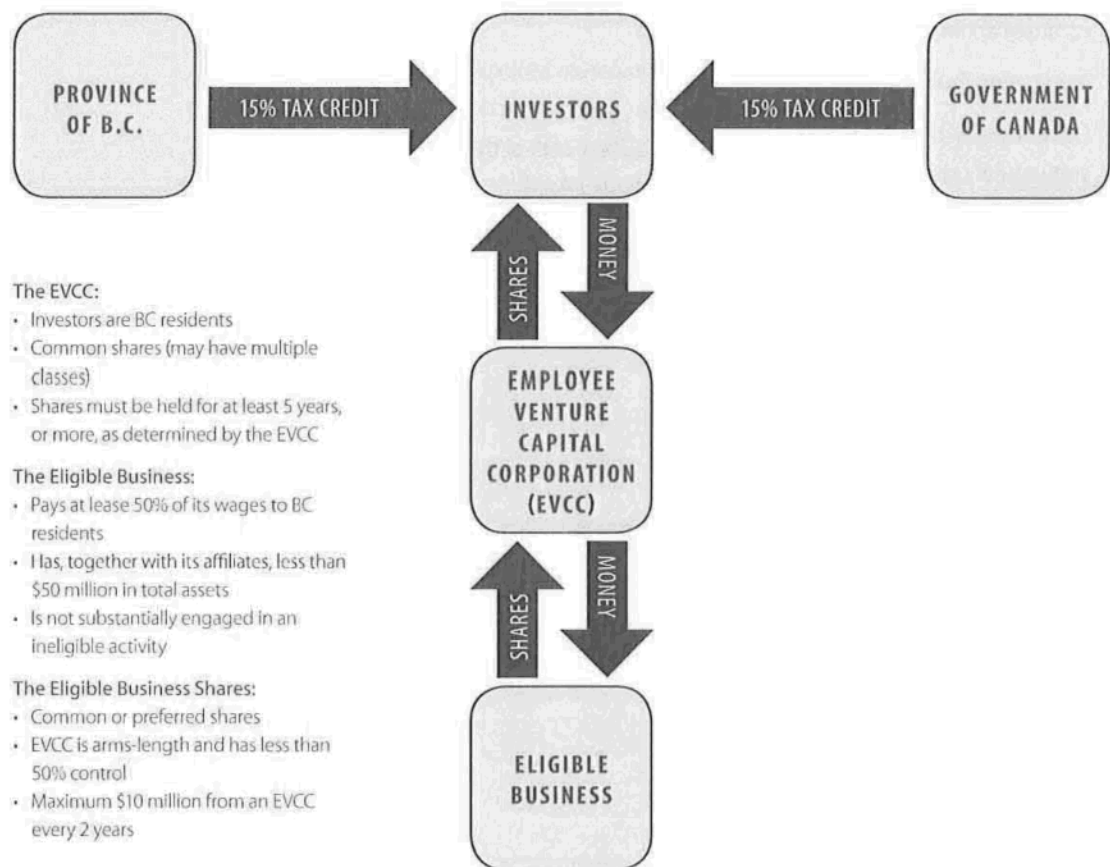 PROVINCE
OF B.C.
15% TAX CREDIT
INVESTORS
15% TAX CREDIT
GOVERNMENT
OF CANADA
SHARES
MONEY
The EVCC:
• Investors are BC residents
• Common shares (may have multiple
classes)
• Shares must be held for at least 5 years,
or more, as determined by the EVCC
The Eligible Business:
• Pays at lease 50% of its wages to BC
residents
• Has, together with its affiliates, less than
$50 million in total assets
• Is not substantially engaged in an
ineligible activity
The Eligible Business Shares:
• Common or preferred shares
• EVCC is arms-length and has less than
50% control
• Maximum $10 million from an EVCC
every 2 years
EMPLOYEE
VENTURE
CAPITAL
CORPORATION
(EVCC)
SHARES
MONEY
ELIGIBLE
BUSINESS